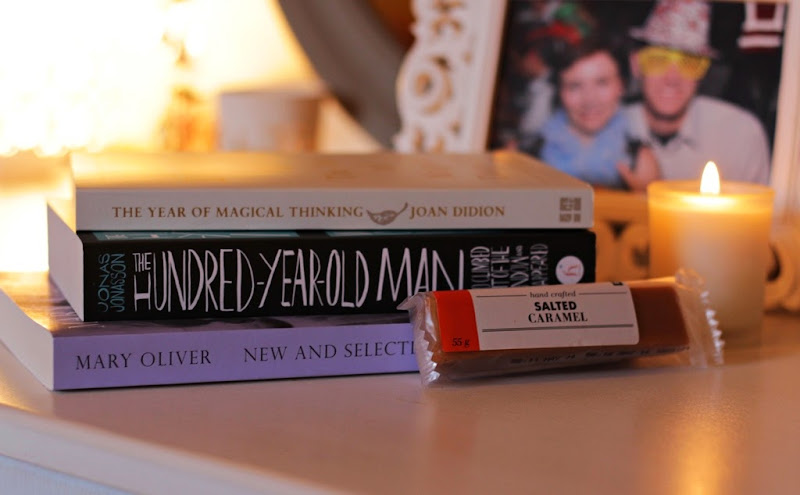 THE YEAR OF MAGICAL THINKING JOAN DIDION
JONAS
JONASSON
THE HUNDRED-YEAR-OLD MAN
MARY OLIVER NEW AND SELECT
hand crafted
SALTED
CARAMEL
55 g